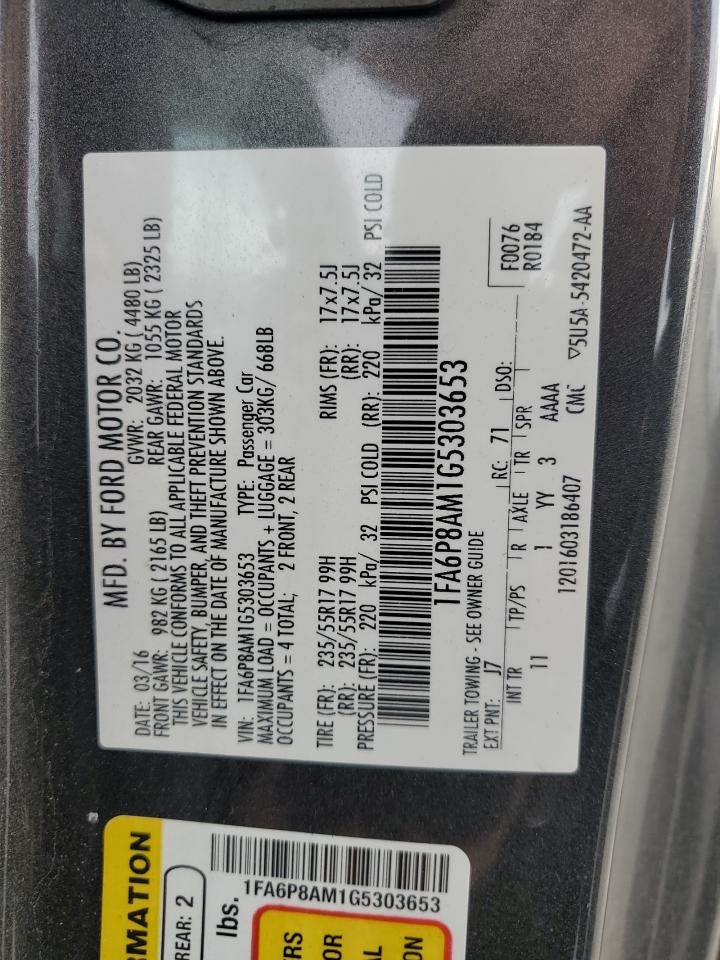 MFD. BY FORD MOTOR CO.
DATE: 03/16 GVWR: 2032 KG ( 4480 LB)
FRONT GAWR: 982 KG ( 2165 LB) REAR GAWR: 1055 KG ( 2325 LB)
THIS VEHICLE CONFORMS TO ALL APPLICABLE FEDERAL MOTOR
VEHICLE SAFETY, BUMPER, AND THEFT PREVENTION STANDARDS
IN EFFECT ON THE DATE OF MANUFACTURE SHOWN ABOVE.
VIN: 1FA6P8AM1G5303653 TYPE: Passenger Car
MAXIMUM LOAD = OCCUPANTS + LUGGAGE = 303KG/ 668LB
OCCUPANTS = 4 TOTAL; 2 FRONT, 2 REAR
TIRE (FR): 235/55R17 99H RIMS (FR): 17x7.5J
(RR): 235/55R17 99H (RR): 17x7.5J
PRESSURE (FR): 220 kPa/ 32 PSI COLD (RR): 220 kPa/ 32 PSI COLD
1FA6P8AM1G5303653
TRAILER TOWING - SEE OWNER GUIDE
EXT PNT: J7 RC: 71 DSO:
F0076
R0184
INT TR TP/PS R AXLE TR SPR
11 1 YY 3 AAAA
CMC ▽5U5A-5420472-AA
1201603186407
RMATION
REAR: 2
lbs.
1FA6P8AM1G5303653
ERS
OR
AL
ON